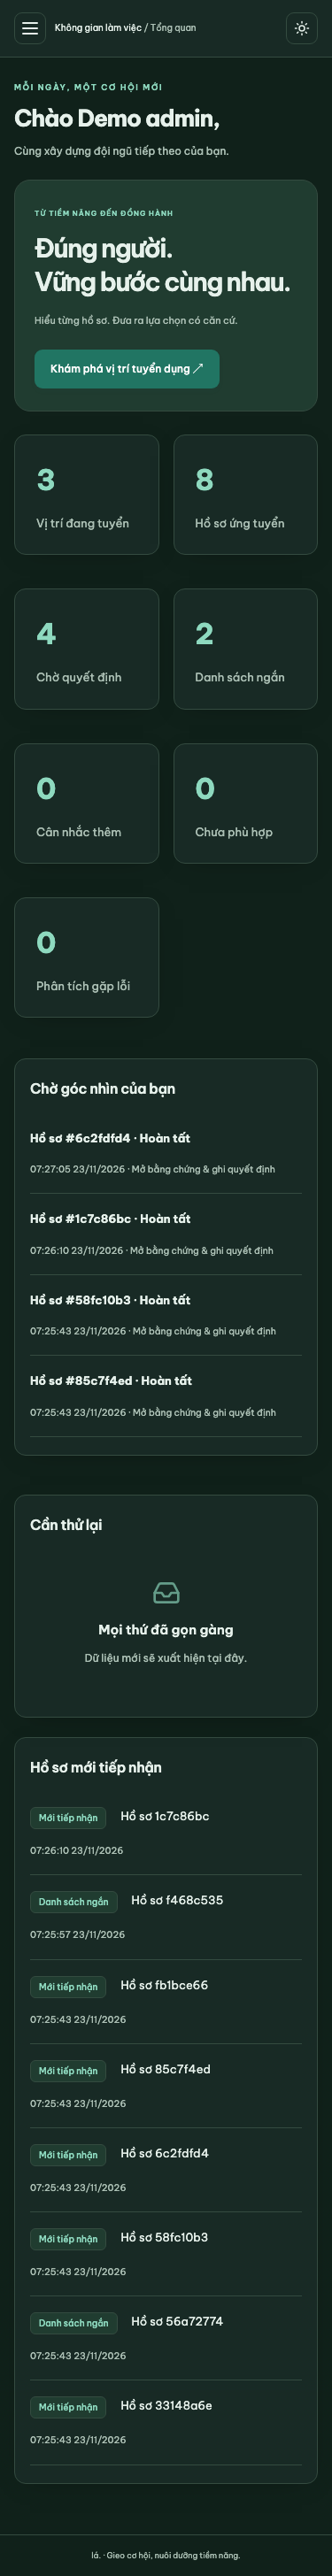 Không gian làm việc / Tổng quan
MỖI NGÀY, MỘT CƠ HỘI MỚI
Chào Demo admin,
Cùng xây dựng đội ngũ tiếp theo của bạn.
TỪ TIỀM NĂNG ĐẾN ĐỒNG HÀNH
Đúng người.
Vững bước cùng nhau.
Hiểu từng hồ sơ. Đưa ra lựa chọn có căn cứ.
Khám phá vị trí tuyển dụng ↗
3
Vị trí đang tuyển
8
Hồ sơ ứng tuyển
4
Chờ quyết định
2
Danh sách ngắn
0
Cân nhắc thêm
0
Chưa phù hợp
0
Phân tích gặp lỗi
Chờ góc nhìn của bạn
Hồ sơ #6c2fdfd4 · Hoàn tất
07:27:05 23/11/2026 · Mở bằng chứng & ghi quyết định
Hồ sơ #1c7c86bc · Hoàn tất
07:26:10 23/11/2026 · Mở bằng chứng & ghi quyết định
Hồ sơ #58fc10b3 · Hoàn tất
07:25:43 23/11/2026 · Mở bằng chứng & ghi quyết định
Hồ sơ #85c7f4ed · Hoàn tất
07:25:43 23/11/2026 · Mở bằng chứng & ghi quyết định
Cần thử lại
Mọi thứ đã gọn gàng
Dữ liệu mới sẽ xuất hiện tại đây.
Hồ sơ mới tiếp nhận
Mới tiếp nhận Hồ sơ 1c7c86bc
07:26:10 23/11/2026
Danh sách ngắn Hồ sơ f468c535
07:25:57 23/11/2026
Mới tiếp nhận Hồ sơ fb1bce66
07:25:43 23/11/2026
Mới tiếp nhận Hồ sơ 85c7f4ed
07:25:43 23/11/2026
Mới tiếp nhận Hồ sơ 6c2fdfd4
07:25:43 23/11/2026
Mới tiếp nhận Hồ sơ 58fc10b3
07:25:43 23/11/2026
Danh sách ngắn Hồ sơ 56a72774
07:25:43 23/11/2026
Mới tiếp nhận Hồ sơ 33148a6e
07:25:43 23/11/2026
lá. · Gieo cơ hội, nuôi dưỡng tiềm năng.